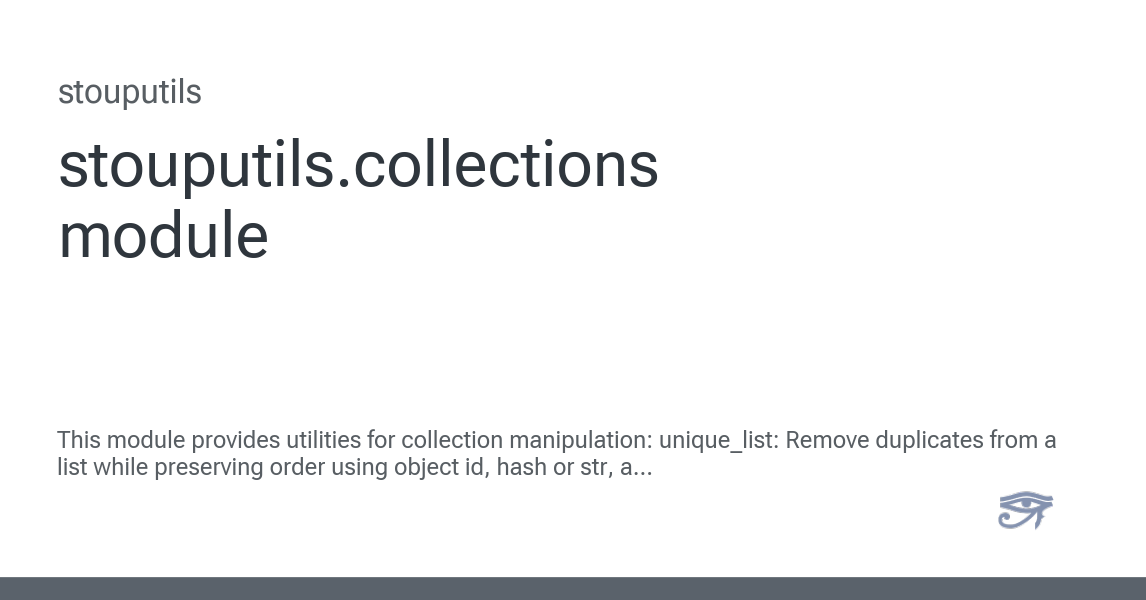 stouputils
stouputils.collections
module
This module provides utilities for collection manipulation: unique_list: Remove duplicates from a
list while preserving order using object id, hash or str, a...